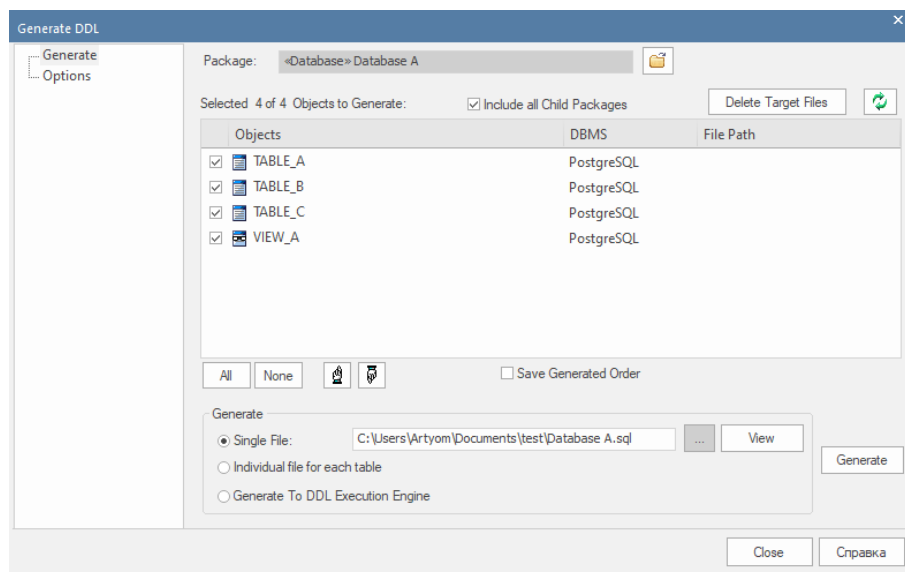 Generate DDL
Generate
Options
Package: «Database» Database A
Selected 4 of 4 Objects to Generate: Include all Child Packages Delete Target Files
Objects DBMS File Path
TABLE_A PostgreSQL
TABLE_B PostgreSQL
TABLE_C PostgreSQL
VIEW_A PostgreSQL
All None Save Generated Order
Generate
Single File: C:\Users\Artyom\Documents\test\Database A.sql ... View
Individual file for each table
Generate
Generate To DDL Execution Engine
Close Справка